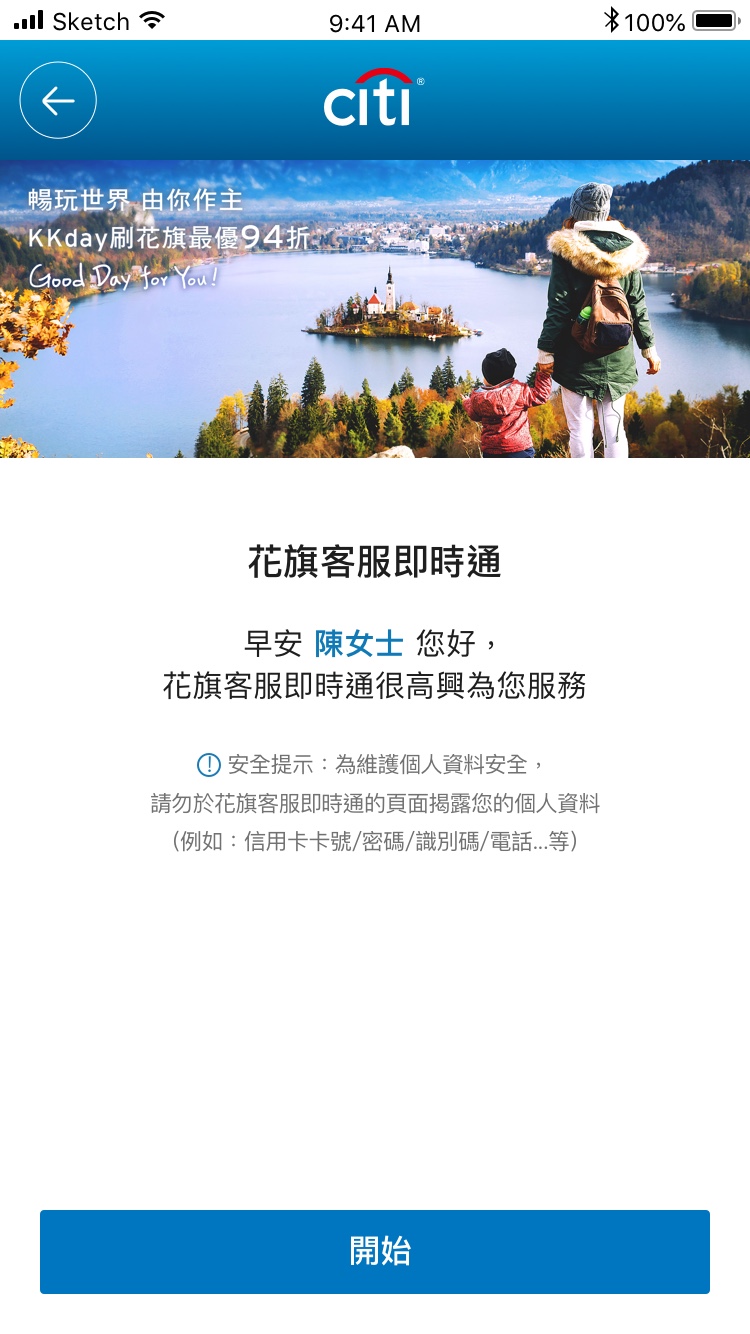 Sketch 9:41 AM 100%
citi®
暢玩世界 由你作主
KKday刷花旗最優94折
Good Day for You!
花旗客服即時通
早安 陳女士 您好，
花旗客服即時通很高興為您服務
安全提示：為維護個人資料安全，
請勿於花旗客服即時通的頁面揭露您的個人資料
（例如：信用卡卡號/密碼/識別碼/電話...等）
開始